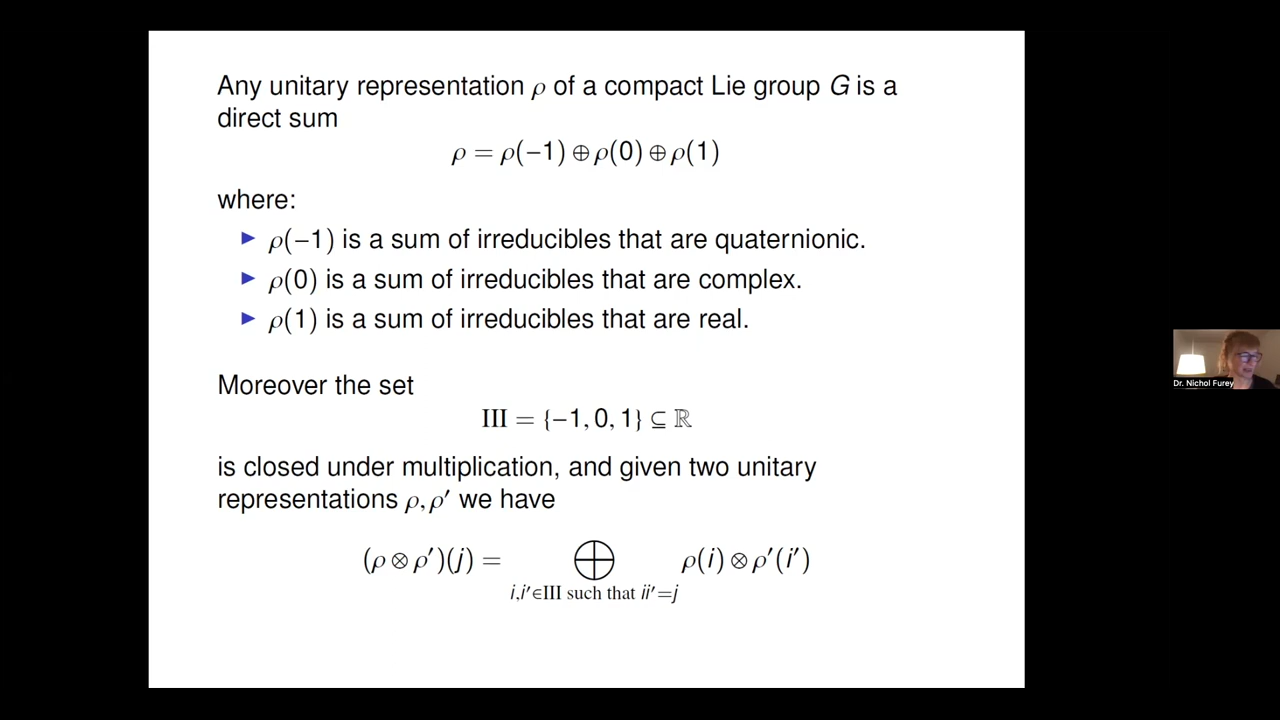 Any unitary representation ρ of a compact Lie group G is a
direct sum
ρ = ρ(−1) ⊕ ρ(0) ⊕ ρ(1)
where:
▶ ρ(−1) is a sum of irreducibles that are quaternionic.
▶ ρ(0) is a sum of irreducibles that are complex.
▶ ρ(1) is a sum of irreducibles that are real.
Moreover the set
III = {−1, 0, 1} ⊆ ℝ
is closed under multiplication, and given two unitary
representations ρ, ρ′ we have
(ρ ⊗ ρ′)(j) = ⊕ ρ(i) ⊗ ρ′(i′)
i,i′∈III such that ii′=j
Dr. Nichol Furey